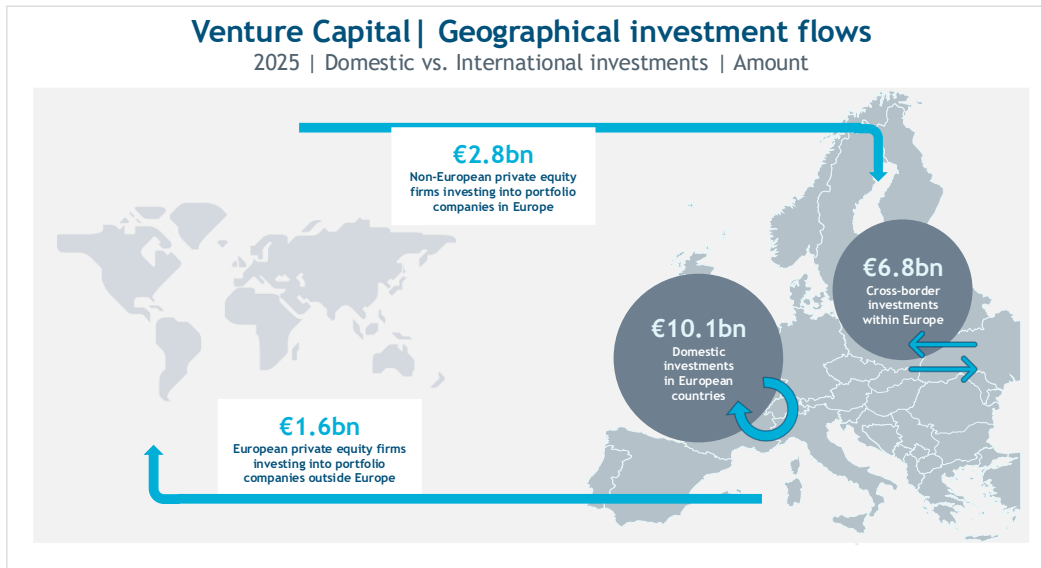 Venture Capital| Geographical investment flows
2025 | Domestic vs. International investments | Amount
€2.8bn
Non-European private equity
firms investing into portfolio
companies in Europe
€6.8bn
Cross-border
investments
within Europe
€10.1bn
Domestic
investments
in European
countries
€1.6bn
European private equity firms
investing into portfolio
companies outside Europe